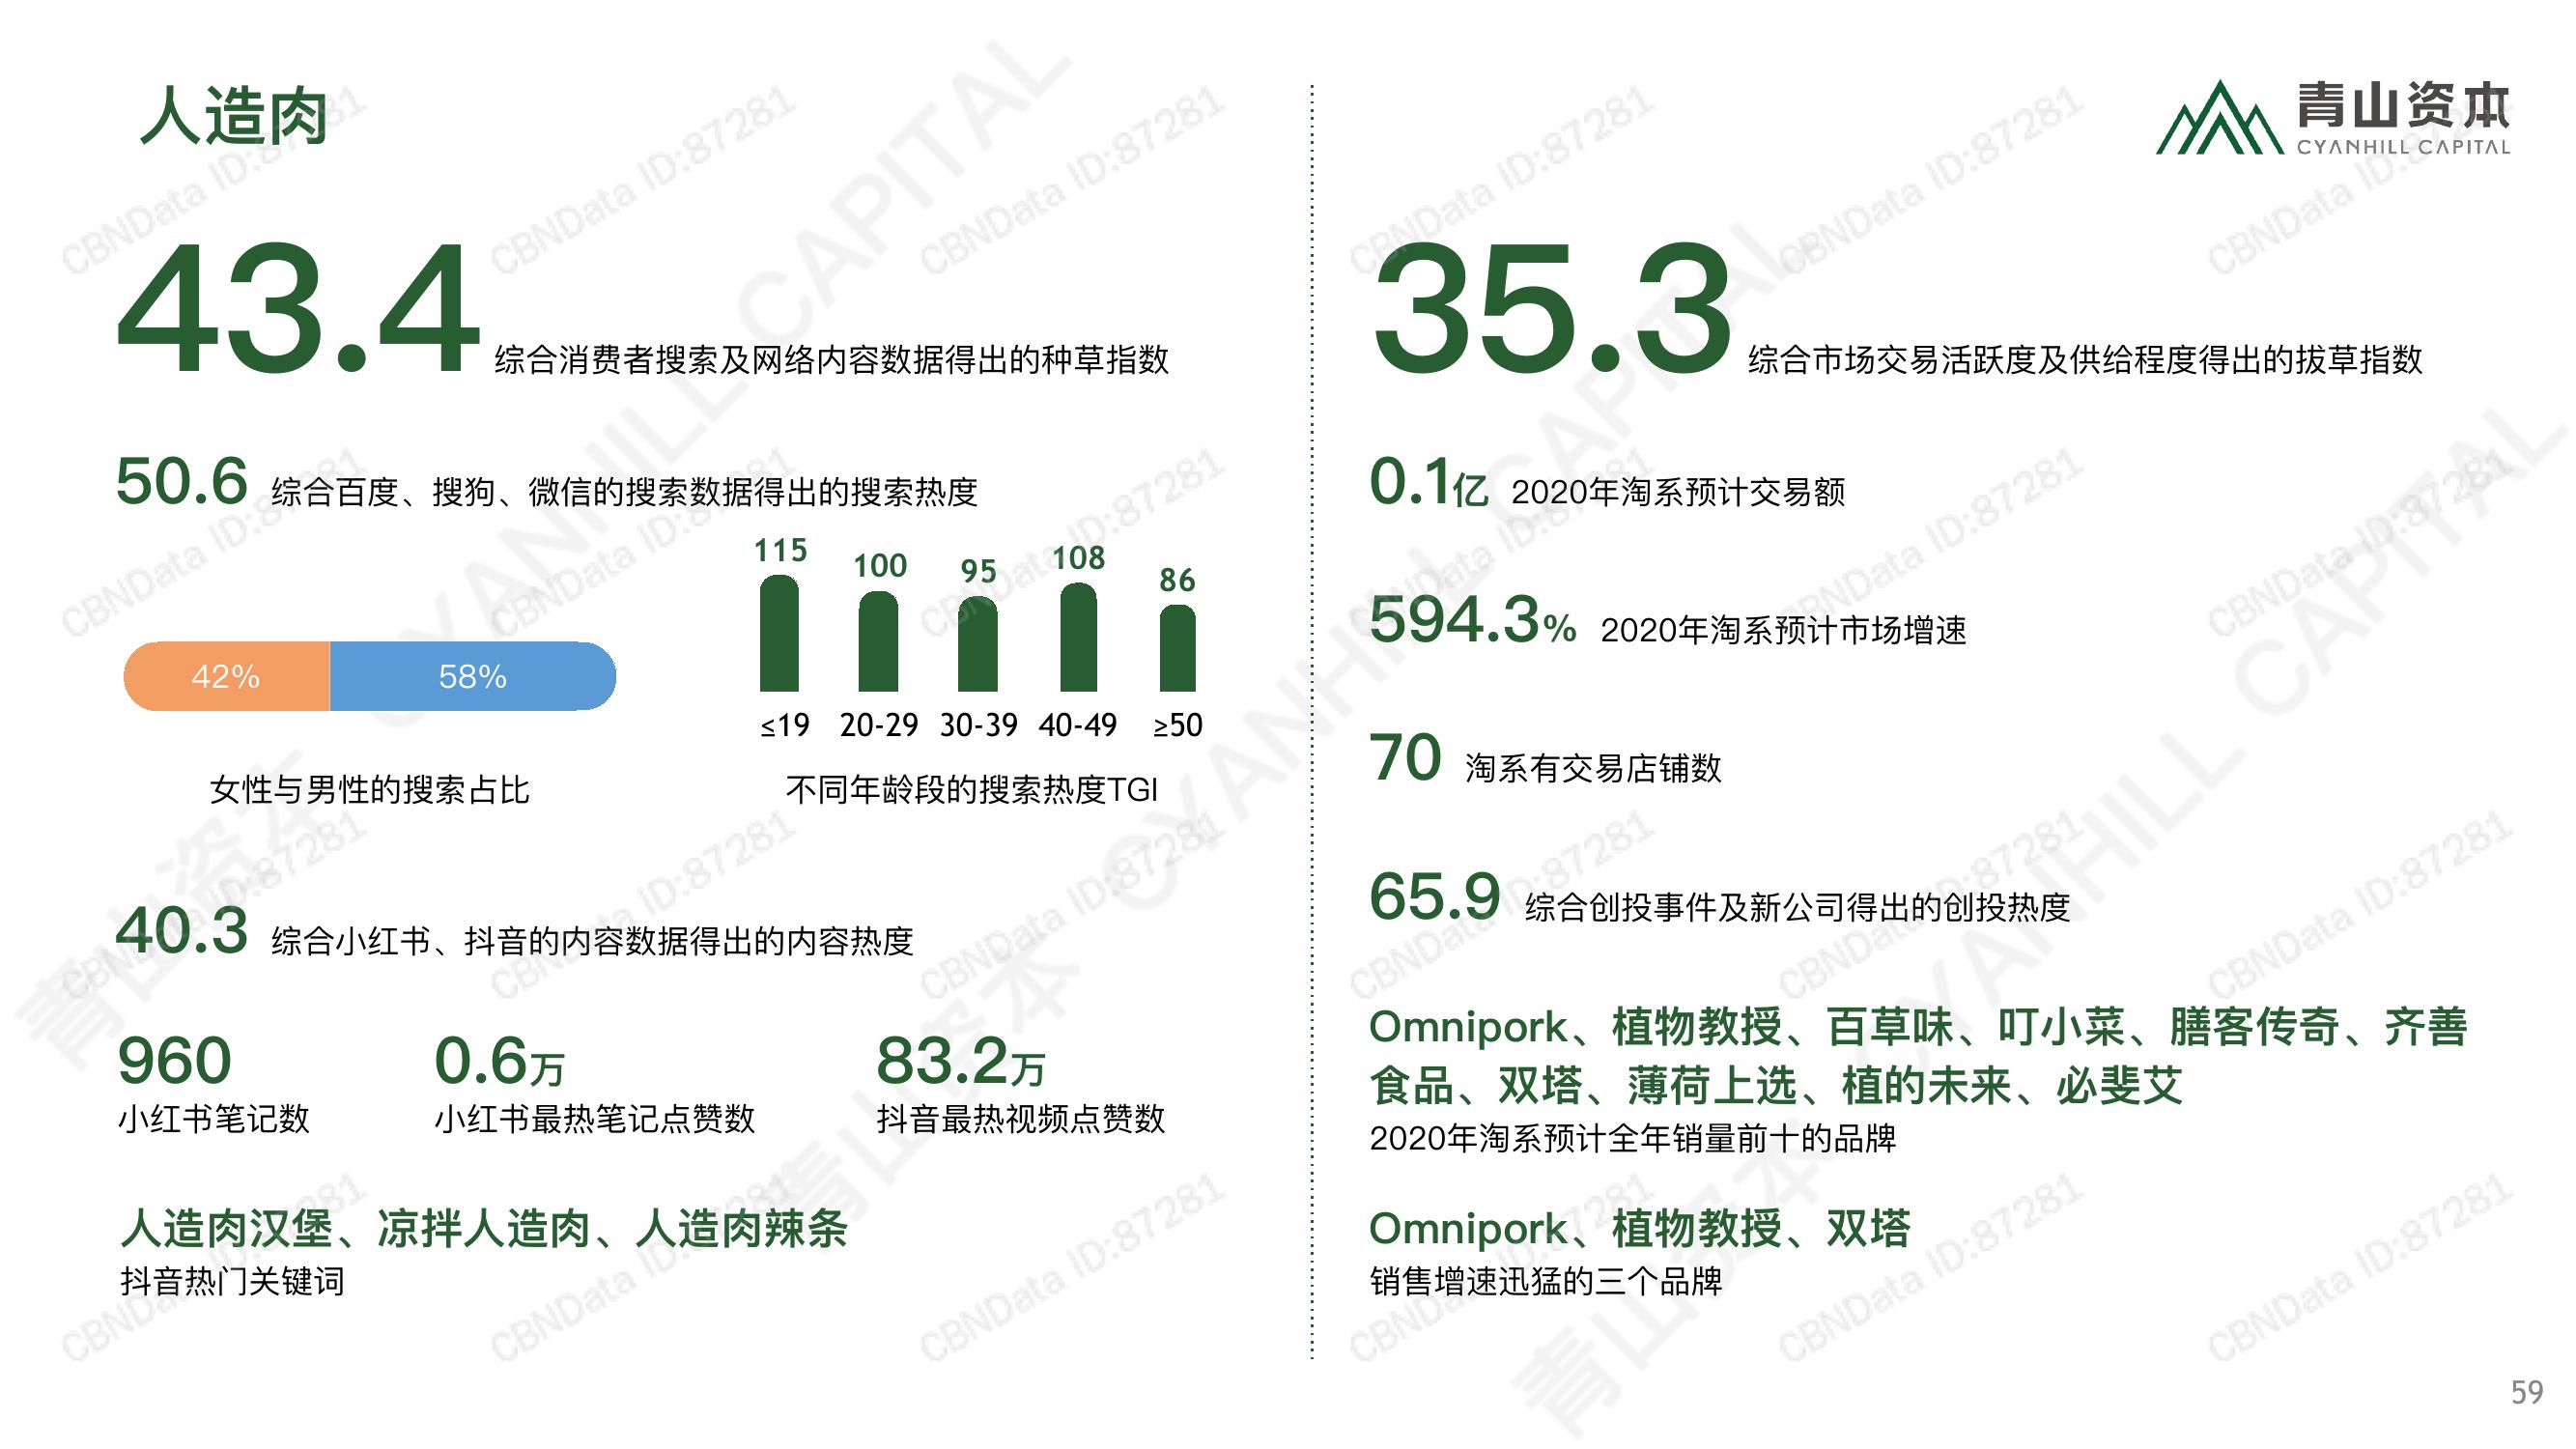 人造肉
青山资本
CYANHILL CAPITAL
43.4 综合消费者搜索及网络内容数据得出的种草指数
50.6 综合百度、搜狗、微信的搜索数据得出的搜索热度
42% 58%
女性与男性的搜索占比
115 100 95 108 86
≤19 20-29 30-39 40-49 ≥50
不同年龄段的搜索热度TGI
40.3 综合小红书、抖音的内容数据得出的内容热度
960
小红书笔记数
0.6万
小红书最热笔记点赞数
83.2万
抖音最热视频点赞数
人造肉汉堡、凉拌人造肉、人造肉辣条
抖音热门关键词
35.3 综合市场交易活跃度及供给程度得出的拔草指数
0.1亿 2020年淘系预计交易额
594.3% 2020年淘系预计市场增速
70 淘系有交易店铺数
65.9 综合创投事件及新公司得出的创投热度
Omnipork、植物教授、百草味、叮小菜、膳客传奇、齐善
食品、双塔、薄荷上选、植的未来、必斐艾
2020年淘系预计全年销量前十的品牌
Omnipork、植物教授、双塔
销售增速迅猛的三个品牌
59
CBNData ID:87281
青山资本 CYANHILL CAPITAL